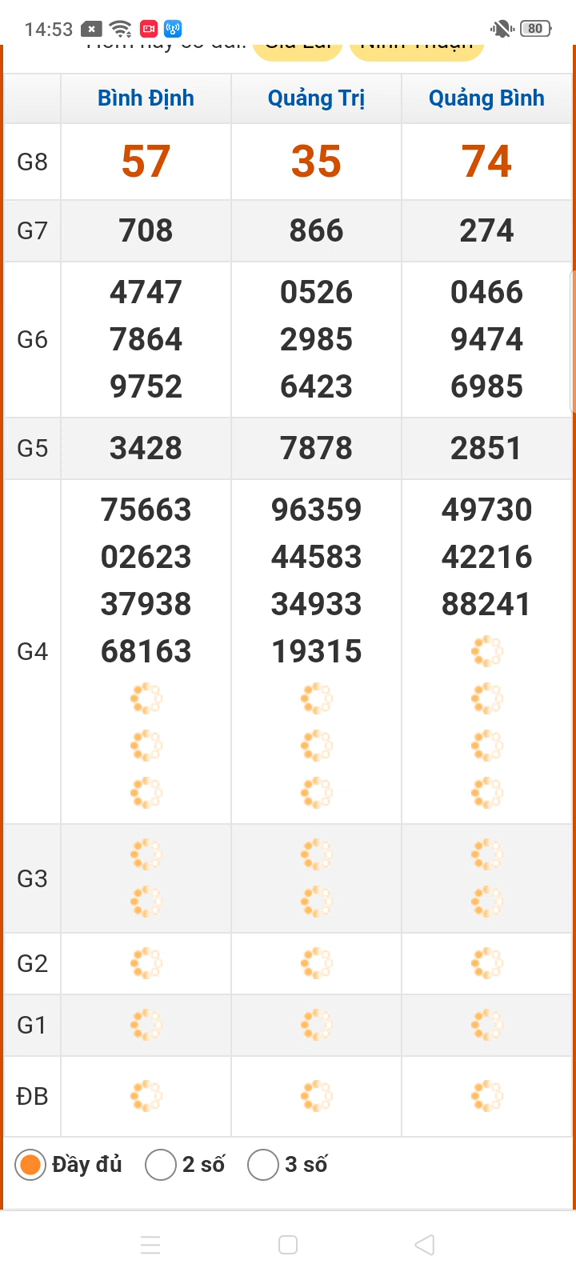 14:53 80
Bình Định Quảng Trị Quảng Bình
G8 57 35 74
G7 708 866 274
4747 0526 0466
G6 7864 2985 9474
9752 6423 6985
G5 3428 7878 2851
75663 96359 49730
02623 44583 42216
37938 34933 88241
G4 68163 19315
G3
G2
G1
ĐB
Đầy đủ 2 số 3 số